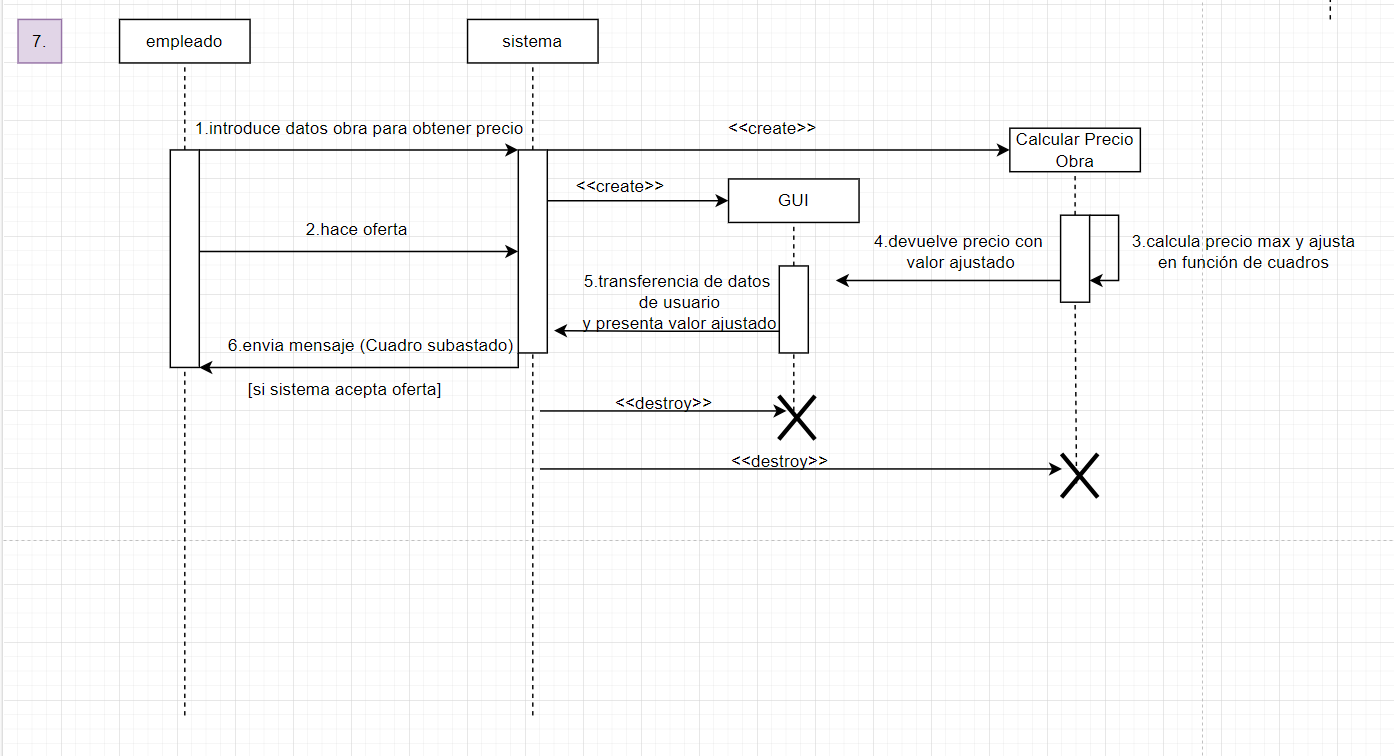 7.
empleado
sistema
1.introduce datos obra para obtener precio
<<create>>
Calcular Precio
Obra
<<create>>
GUI
2.hace oferta
4.devuelve precio con
valor ajustado
3.calcula precio max y ajusta
en función de cuadros
5.transferencia de datos
de usuario
y presenta valor ajustado
6.envia mensaje (Cuadro subastado)
[si sistema acepta oferta]
<<destroy>>
<<destroy>>